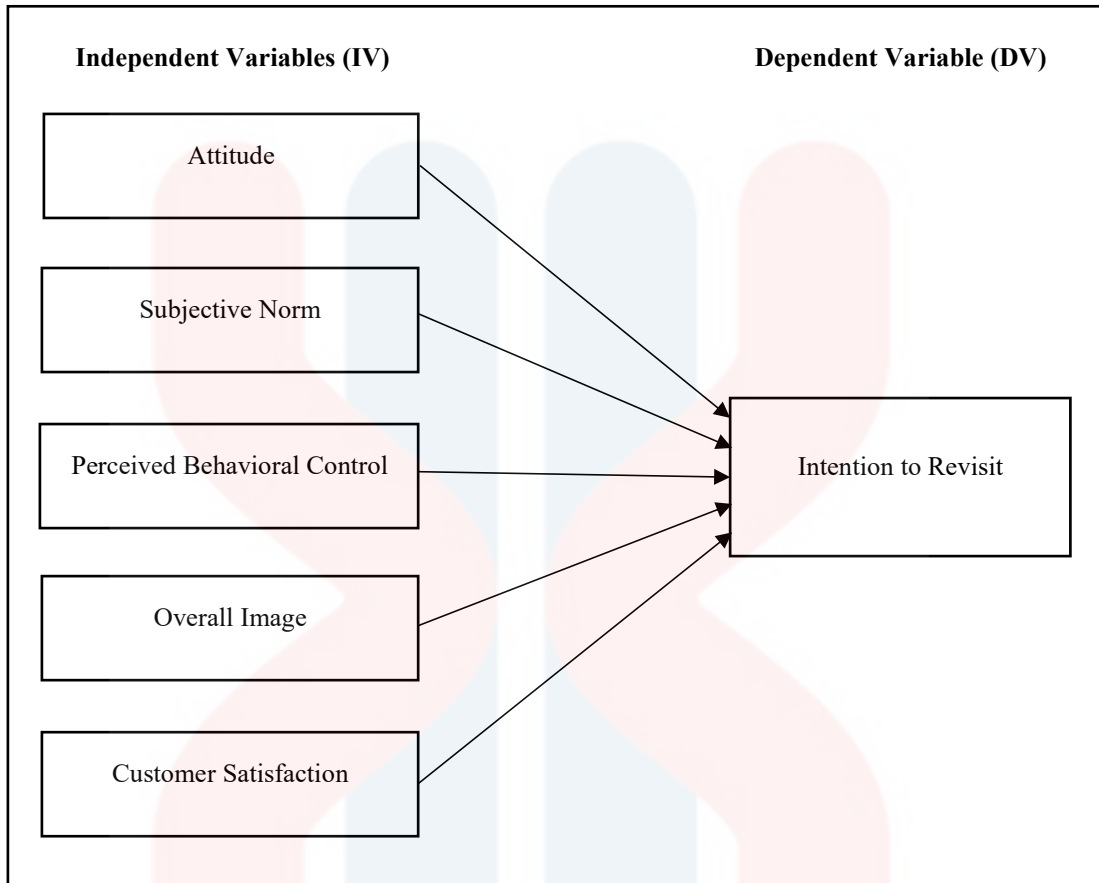 Independent Variables (IV)
Dependent Variable (DV)
Attitude
Subjective Norm
Perceived Behavioral Control
Overall Image
Customer Satisfaction
Intention to Revisit